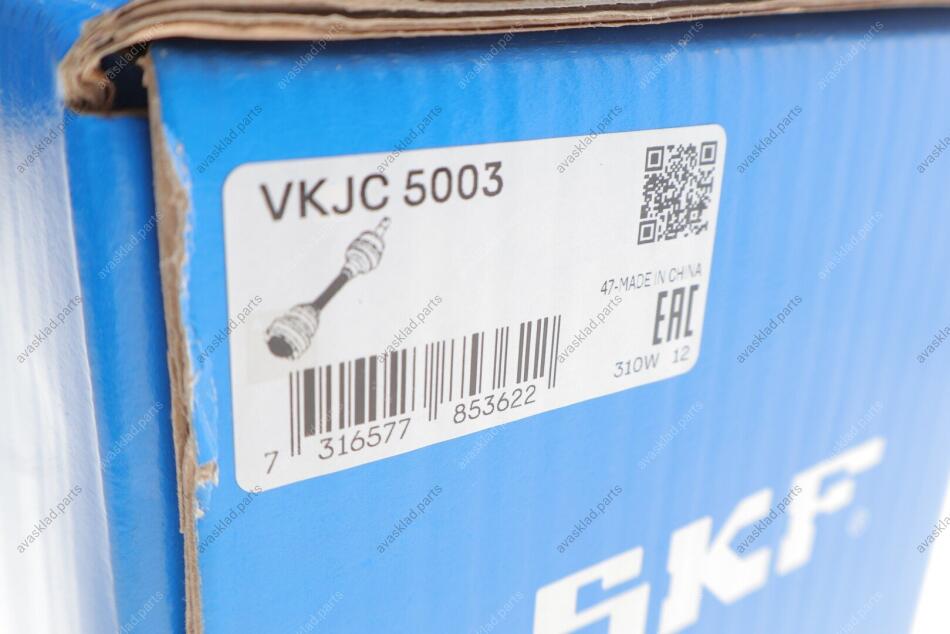 VKJC 5003
47-MADE IN CHINA
EAC
310W 12
7 316577 853622
SKF
avasklad.parts